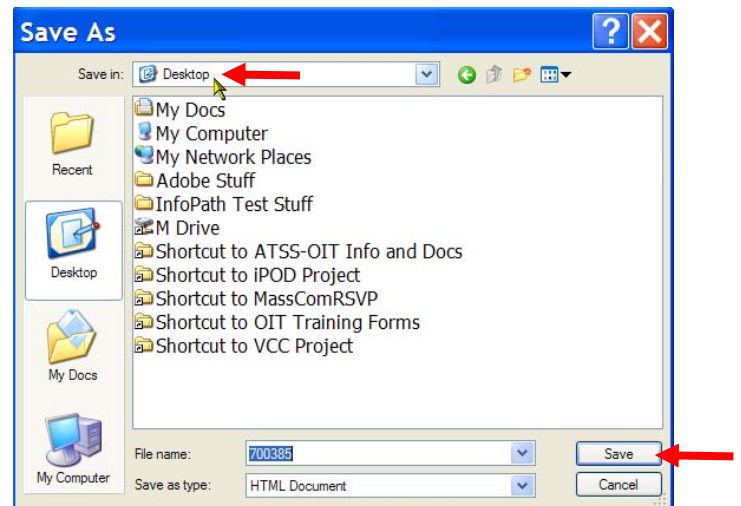 Save As
Save in: Desktop
My Docs
My Computer
My Network Places
Adobe Stuff
InfoPath Test Stuff
M Drive
Shortcut to ATSS-OIT Info and Docs
Shortcut to iPOD Project
Shortcut to MassComRSVP
Shortcut to OIT Training Forms
Shortcut to VCC Project
Recent
Desktop
My Docs
My Computer
File name: 700385 Save
Save as type: HTML Document Cancel